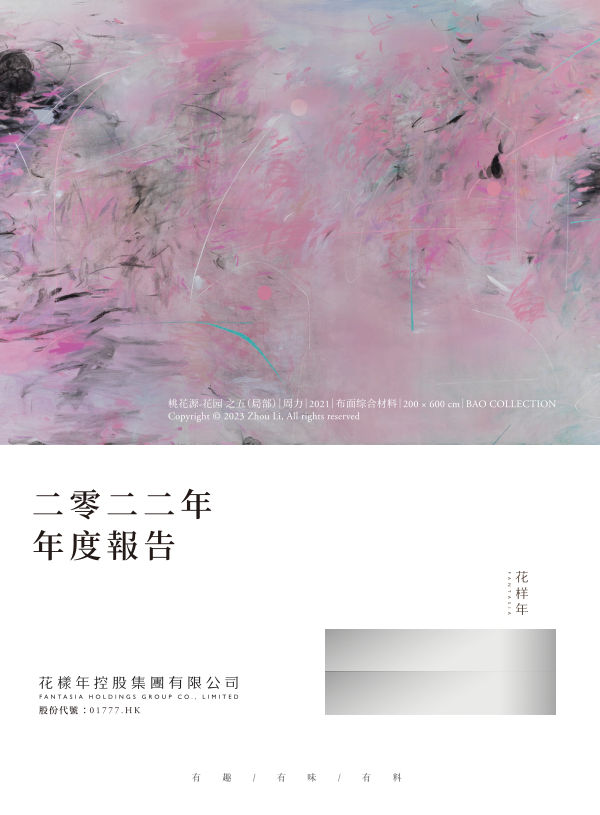 桃花源·花园 之五(局部)|周力|2021|布面综合材料|200 × 600 cm|BAO COLLECTION
Copyright © 2023 Zhou Li, All rights reserved
二零二二年
年度報告
花样年
FANTASIA
花樣年控股集團有限公司
FANTASIA HOLDINGS GROUP CO., LIMITED
股份代號：01777.HK
有 趣 / 有 味 / 有 料